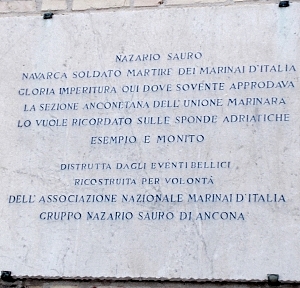 NAZARIO SAURO
NAVARCA SOLDATO MARTIRE DEI MARINAI D'ITALIA
GLORIA IMPERITURA QUI DOVE SOVENTE APPRODAVA
LA SEZIONE ANCONETANA DELL'UNIONE MARINARA
LO VUOLE RICORDATO SULLE SPONDE ADRIATICHE
ESEMPIO E MONITO
DISTRUTTA DAGLI EVENTI BELLICI
RICOSTRUITA PER VOLONTÁ
DELL'ASSOCIAZIONE NAZIONALE MARINAI D'ITALIA
GRUPPO NAZARIO SAURO DI ANCONA